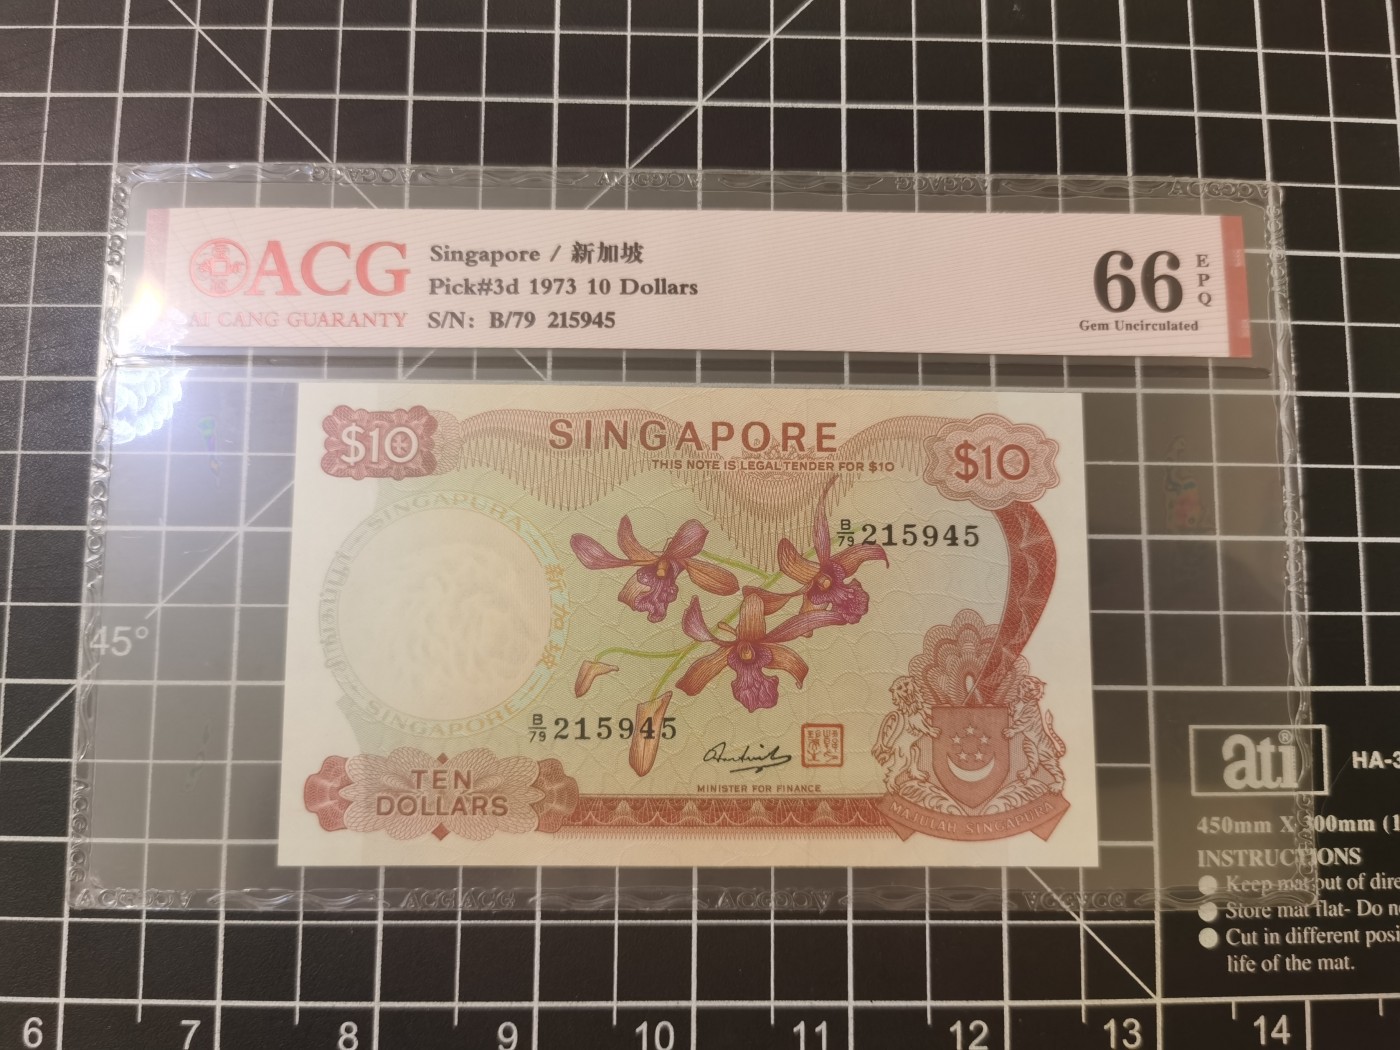 ACG
AI CANG GUARANTY
Singapore / 新加坡
Pick#3d 1973 10 Dollars
S/N: B/79 215945
66
EPQ
Gem Uncirculated
$10
SINGAPORE
THIS NOTE IS LEGAL TENDER FOR $10
$10
SINGAPURA
新加坡
SINGAPORE
B/79 215945
B/79 215945
TEN
DOLLARS
MINISTER FOR FINANCE
MAJULAH SINGAPURA
45°
ati®
HA-3
450mm X 300mm (1
INSTRUCTIONS
Keep mat out of dire
Store mat flat- Do n
Cut in different posi
life of the mat.
6 7 8 9 10 11 12 13 14